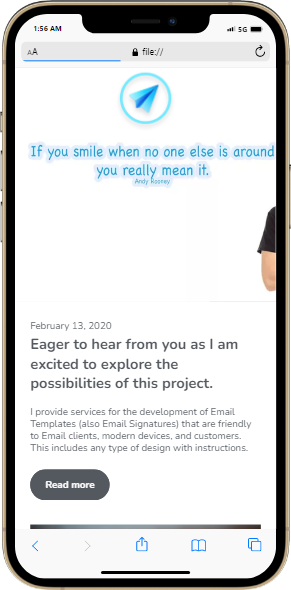 1:56 AM
5G
AA
file://
If you smile when no one else is around
you really mean it.
Andy Rooney
February 13, 2020
Eager to hear from you as I am
excited to explore the
possibilities of this project.
I provide services for the development of Email
Templates (also Email Signatures) that are friendly
to Email clients, modern devices, and customers.
This includes any type of design with instructions.
Read more